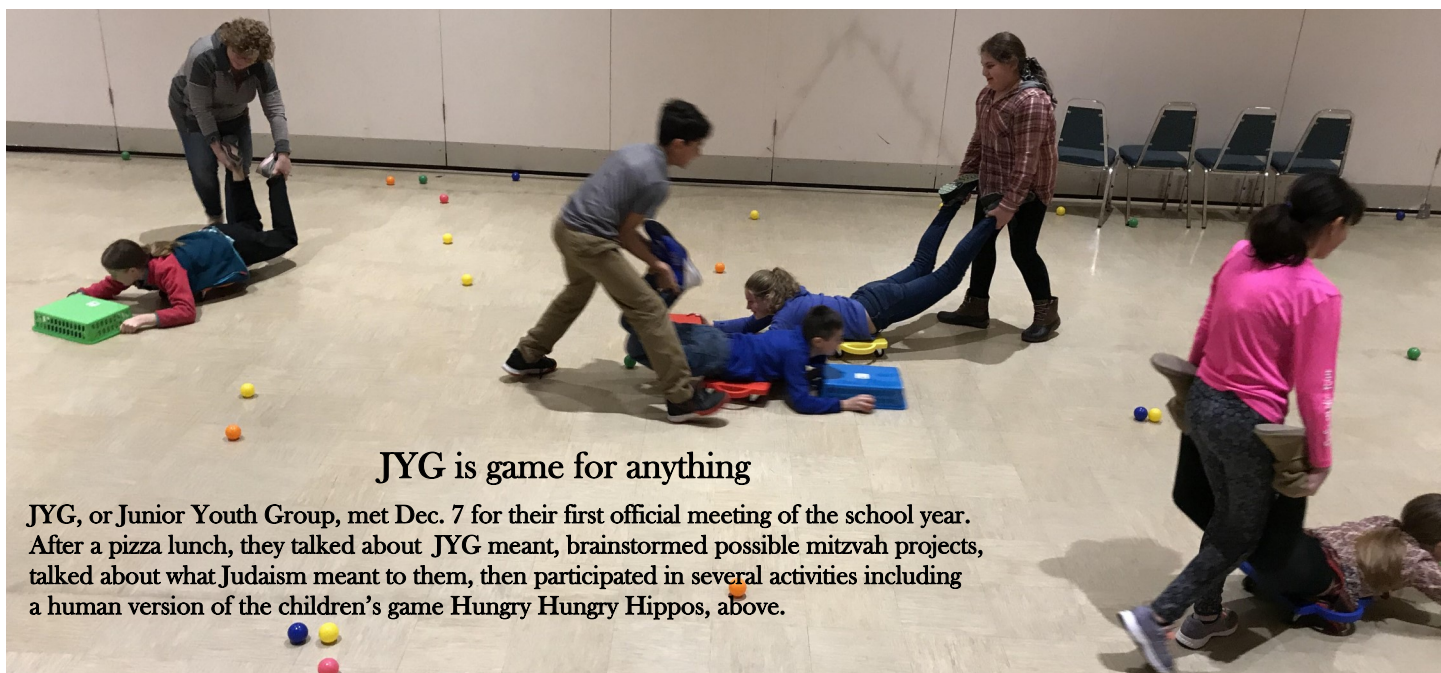 JYG is game for anything
JYG, or Junior Youth Group, met Dec. 7 for their first official meeting of the school year.
After a pizza lunch, they talked about JYG meant, brainstormed possible mitzvah projects,
talked about what Judaism meant to them, then participated in several activities including
a human version of the children’s game Hungry Hungry Hippos, above.